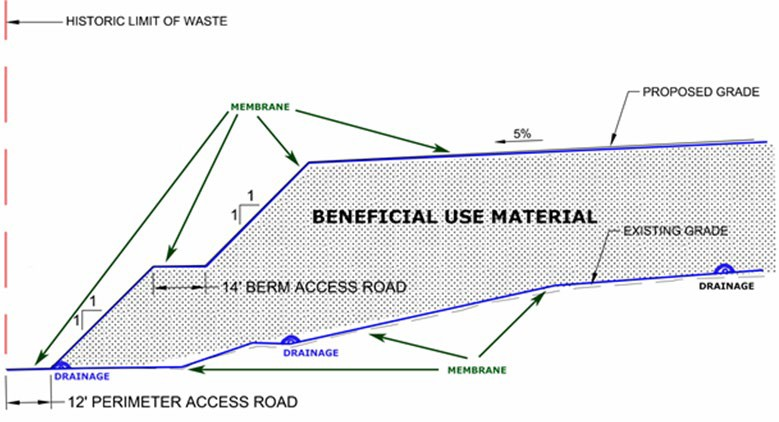 HISTORIC LIMIT OF WASTE
PROPOSED GRADE
MEMBRANE
5%
1
1
BENEFICIAL USE MATERIAL
EXISTING GRADE
14' BERM ACCESS ROAD
DRAINAGE
1
1
DRAINAGE
MEMBRANE
DRAINAGE
12' PERIMETER ACCESS ROAD